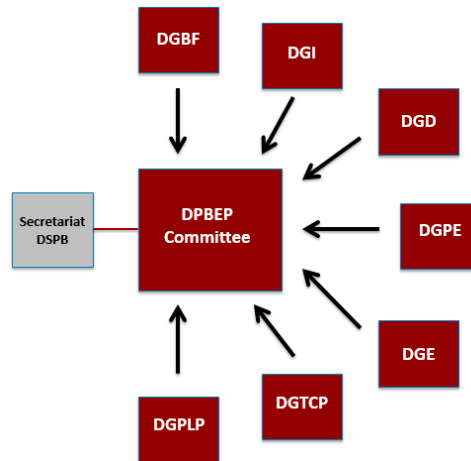 DGBF
DGI
DGD
DPBEP
Committee
Secretariat
DSPB
DGPE
DGE
DGTCP
DGPLP